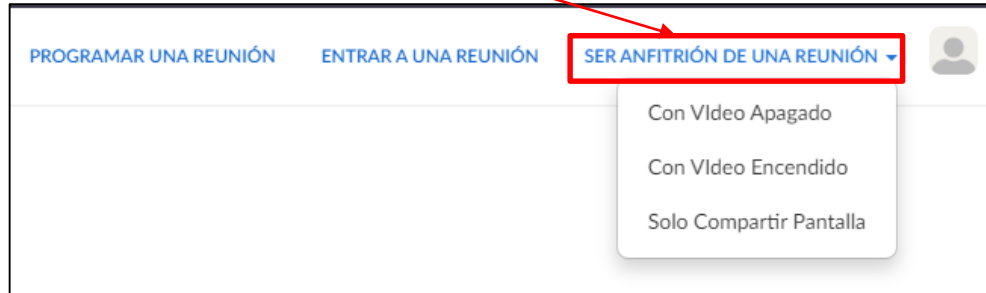 PROGRAMAR UNA REUNIÓN ENTRAR A UNA REUNIÓN SER ANFITRIÓN DE UNA REUNIÓN
Con VIdeo Apagado
Con VIdeo Encendido
Solo Compartir Pantalla